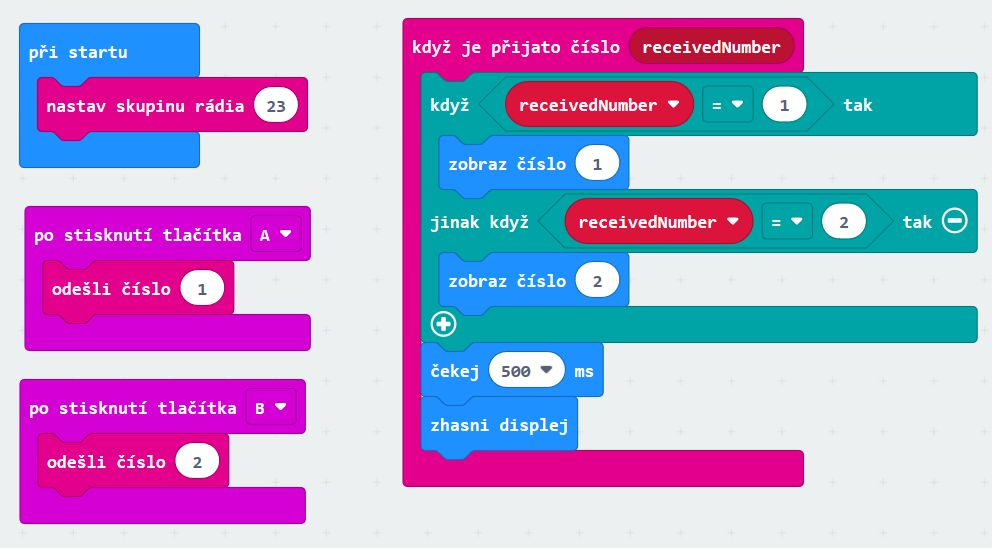 při startu
nastav skupinu rádia 23
po stisknutí tlačítka A
odešli číslo 1
po stisknutí tlačítka B
odešli číslo 2
když je přijato číslo receivedNumber
když receivedNumber = 1 tak
zobraz číslo 1
jinak když receivedNumber = 2 tak
zobraz číslo 2
čekej 500 ms
zhasni displej